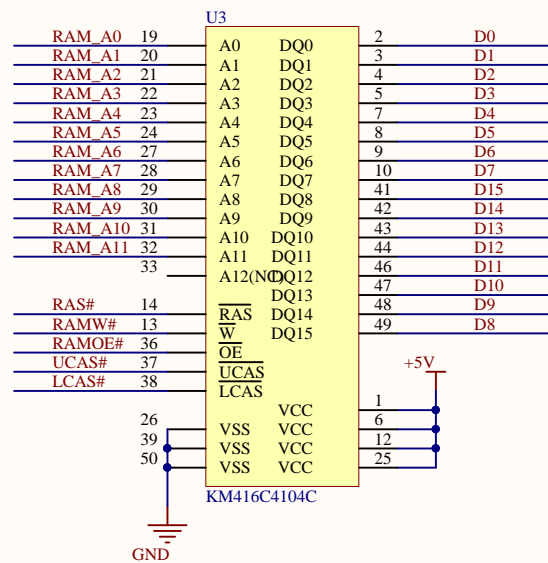 U3
RAM_A0 19 A0 DQ0 2 D0
RAM_A1 20 A1 DQ1 3 D1
RAM_A2 21 A2 DQ2 4 D2
RAM_A3 22 A3 DQ3 5 D3
RAM_A4 23 A4 DQ4 7 D4
RAM_A5 24 A5 DQ5 8 D5
RAM_A6 27 A6 DQ6 9 D6
RAM_A7 28 A7 DQ7 10 D7
RAM_A8 29 A8 DQ8 41 D15
RAM_A9 30 A9 DQ9 42 D14
RAM_A10 31 A10 DQ10 43 D13
RAM_A11 32 A11 DQ11 44 D12
33 A12(NC) DQ12 46 D11
DQ13 47 D10
RAS# 14 RAS DQ14 48 D9
RAMW# 13 W DQ15 49 D8
RAMOE# 36 OE
UCAS# 37 UCAS +5V
LCAS# 38 LCAS
VCC 1
26 VSS VCC 6
39 VSS VCC 12
50 VSS VCC 25
KM416C4104C
GND